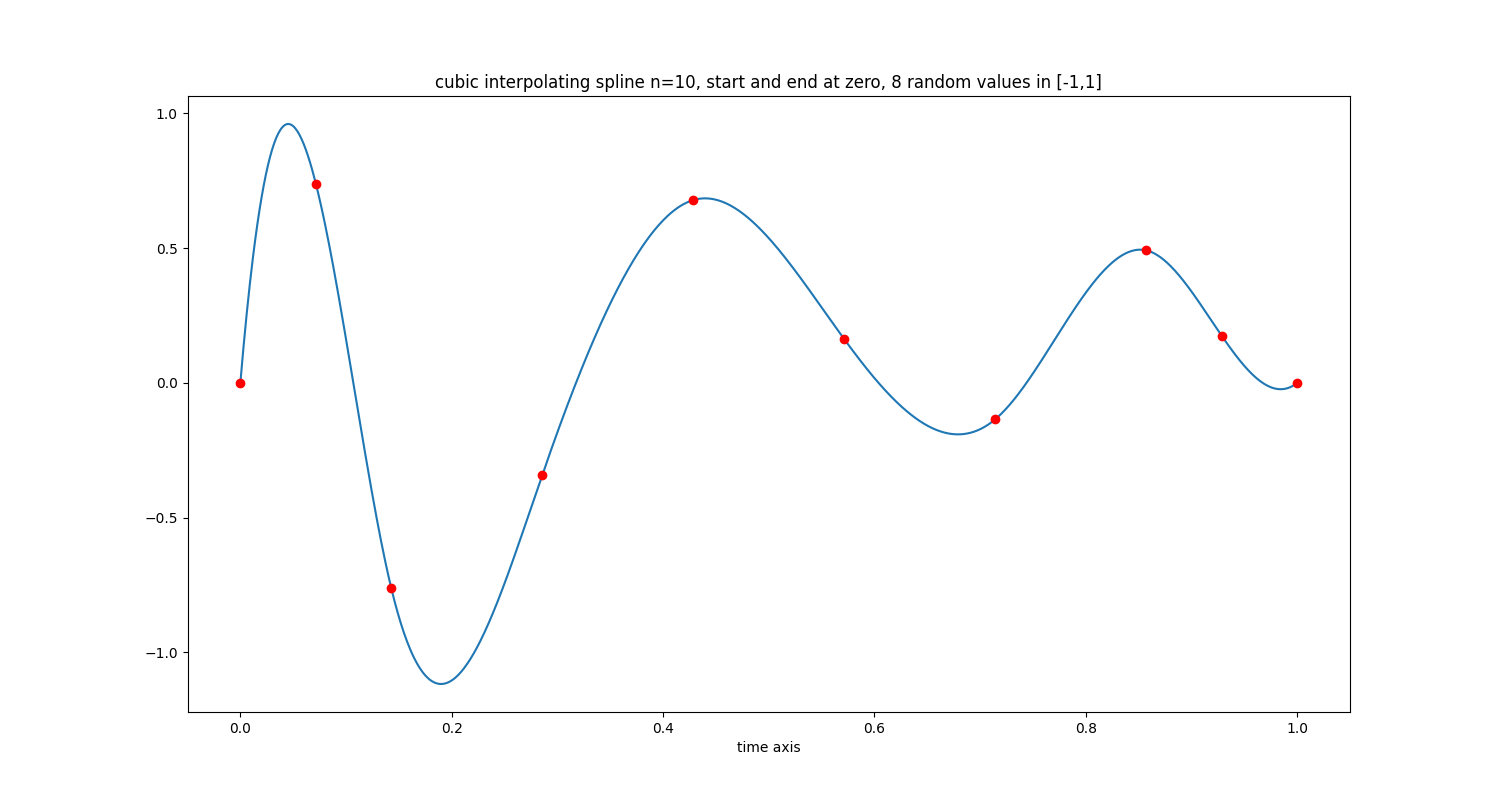 cubic interpolating spline n=10, start and end at zero, 8 random values in [-1,1]
1.0
0.5
0.0
−0.5
−1.0
0.0 0.2 0.4 0.6 0.8 1.0
time axis